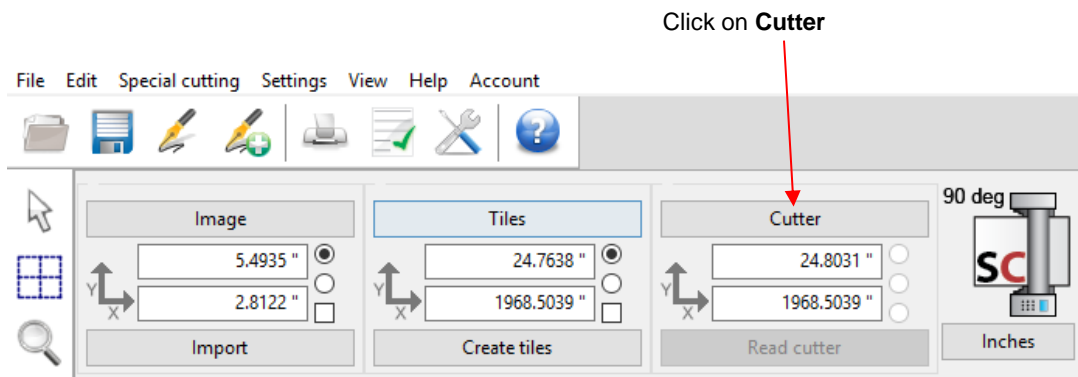 Click on Cutter
File Edit Special cutting Settings View Help Account
90 deg
Image Tiles Cutter
5.4935 " 24.7638 " 24.8031 "
Y Y Y
2.8122 " 1968.5039 " 1968.5039 "
X X X
SC
Import Create tiles Read cutter Inches